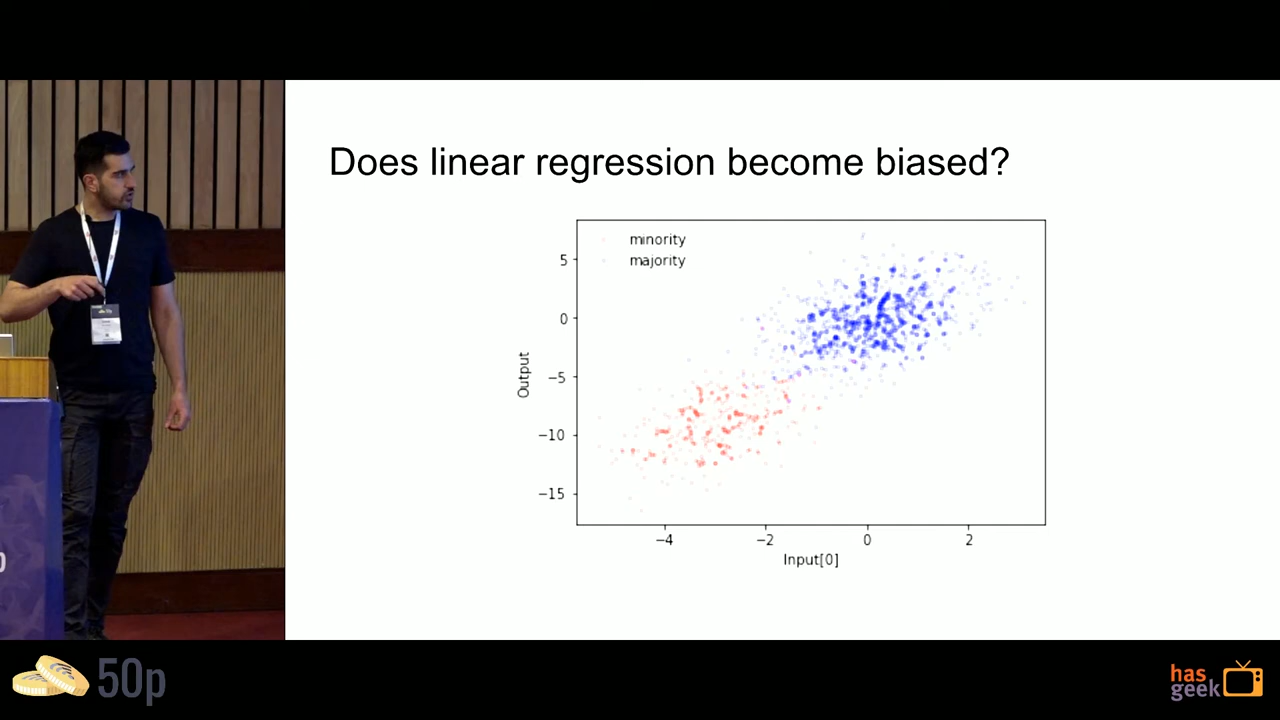 Does linear regression become biased?
minority
majority
5
0
−5
−10
−15
Output
−4
−2
0
2
Input[0]
50p
has
geek